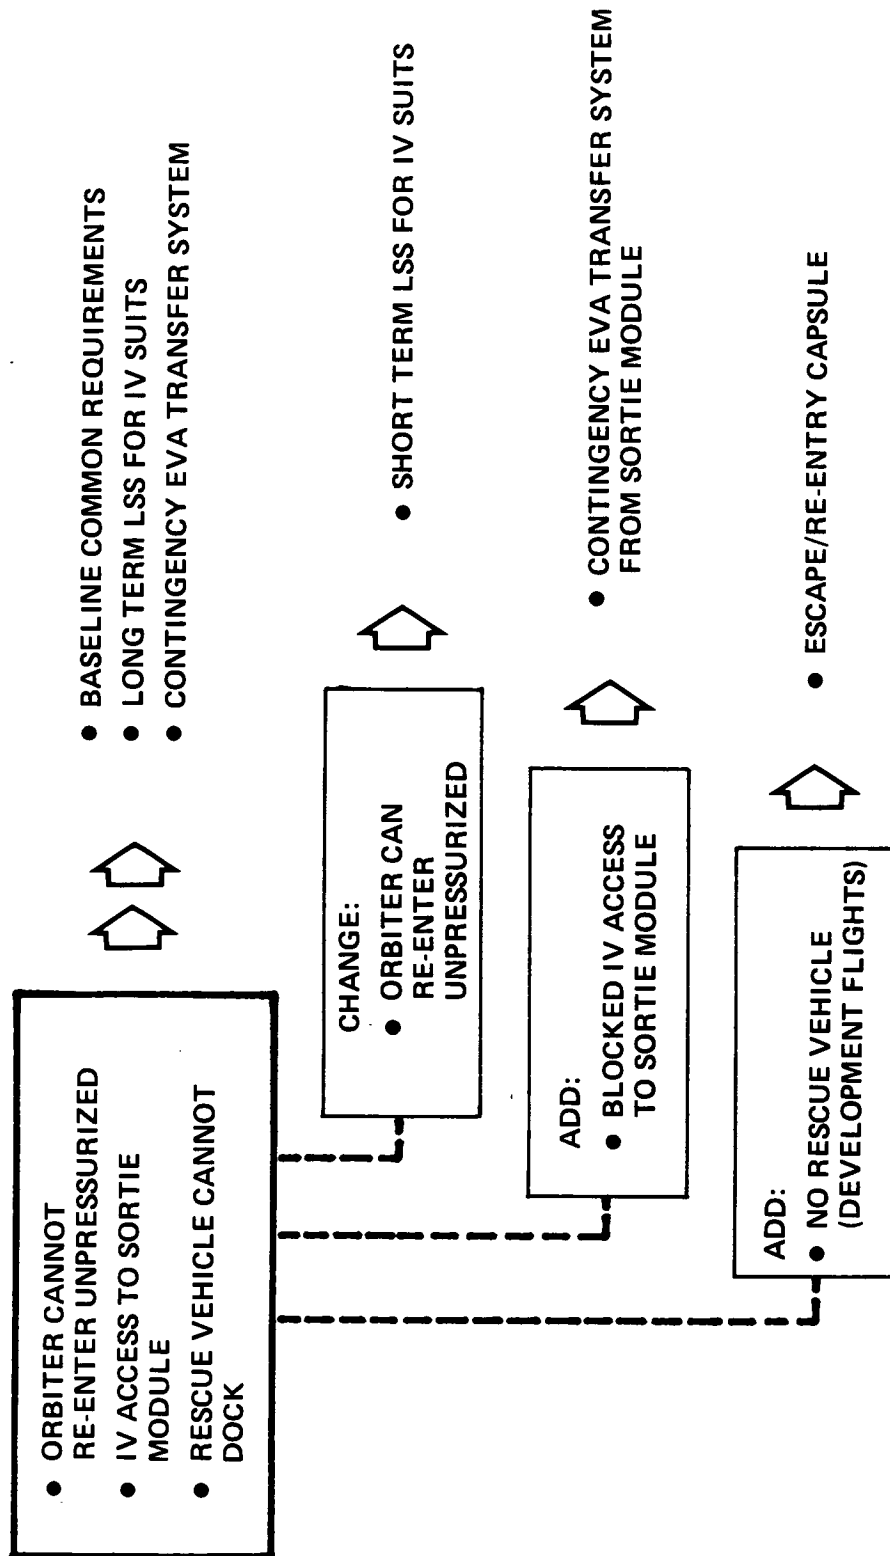 ● ORBITER CANNOT
RE-ENTER UNPRESSURIZED
● IV ACCESS TO SORTIE
MODULE
● RESCUE VEHICLE CANNOT
DOCK
● BASELINE COMMON REQUIREMENTS
● LONG TERM LSS FOR IV SUITS
● CONTINGENCY EVA TRANSFER SYSTEM
CHANGE:
● ORBITER CAN
RE-ENTER
UNPRESSURIZED
● SHORT TERM LSS FOR IV SUITS
ADD:
● BLOCKED IV ACCESS
TO SORTIE MODULE
● CONTINGENCY EVA TRANSFER SYSTEM
FROM SORTIE MODULE
ADD:
● NO RESCUE VEHICLE
(DEVELOPMENT FLIGHTS)
● ESCAPE/RE-ENTRY CAPSULE